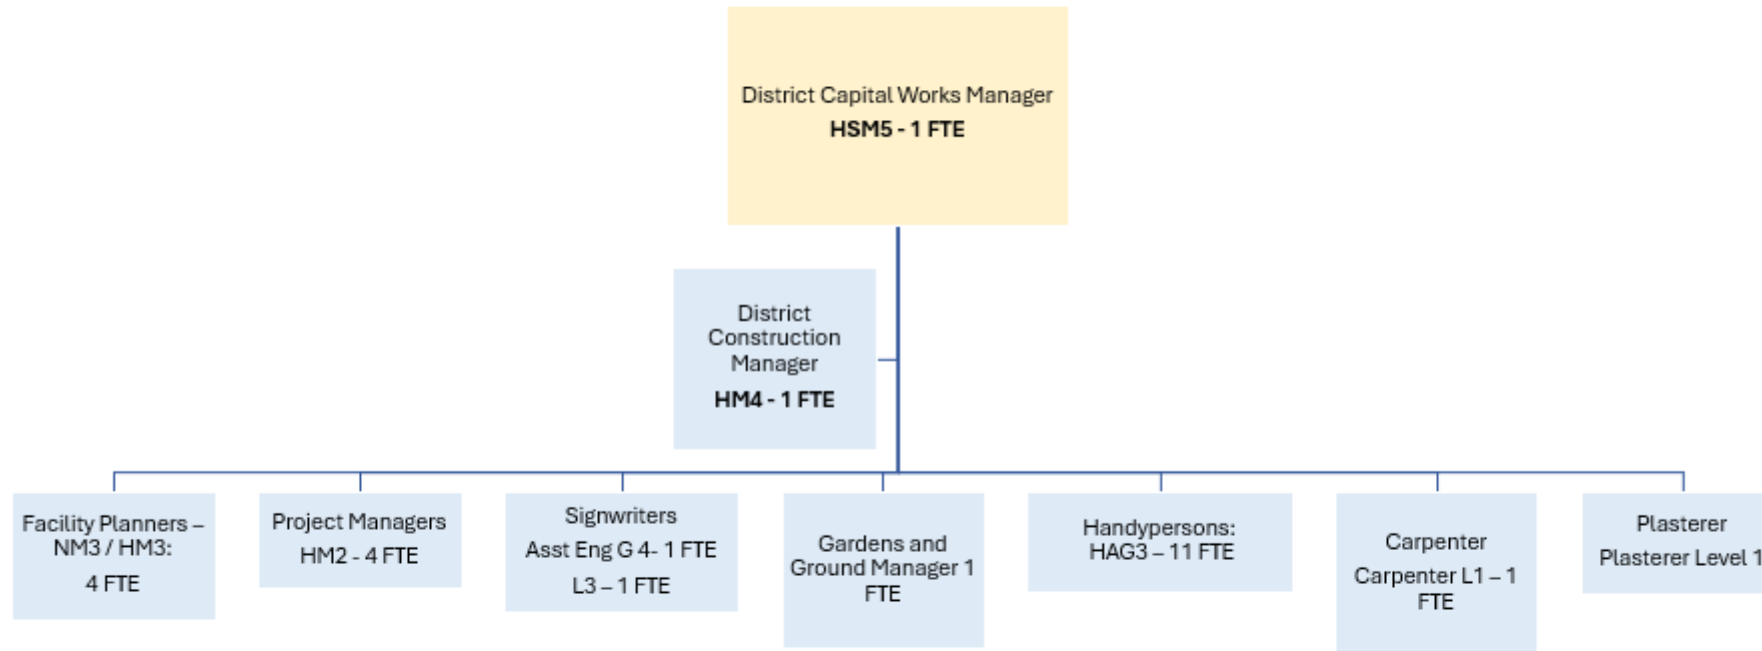 District Capital Works Manager
HSM5 - 1 FTE
District
Construction
Manager
HM4 - 1 FTE
Facility Planners –
NM3 / HM3:
4 FTE
Project Managers
HM2 - 4 FTE
Signwriters
Asst Eng G 4- 1 FTE
L3 – 1 FTE
Gardens and
Ground Manager 1
FTE
Handypersons:
HAG3 – 11 FTE
Carpenter
Carpenter L1 – 1
FTE
Plasterer
Plasterer Level 1